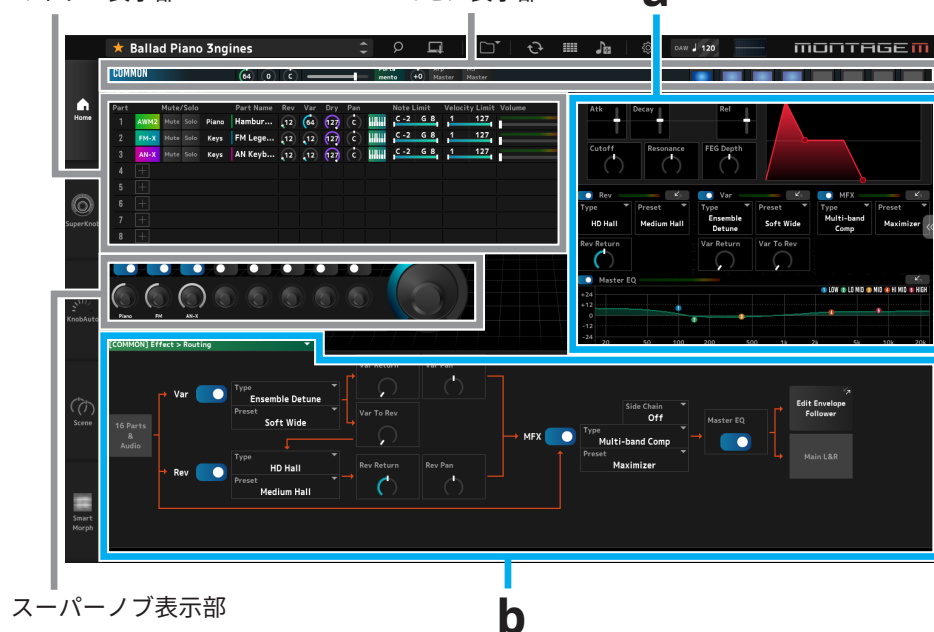 表示部
表示部
a
★ Ballad Piano 3ngines
DAW ♩ 120
MONTAGE M
COMMON
64
0
C
mento
+0
Master
Master
Home
Part Mute/Solo Part Name Rev Var Dry Pan Note Limit Velocity Limit Volume
1 AWM2 Mute Solo Piano Hambur... 12 64 127 C C -2 G 8 1 127
2 FM-X Mute Solo Keys FM Lege... 12 12 127 C C -2 G 8 1 127
3 AN-X Mute Solo Keys AN Keyb... 12 12 127 C C -2 G 8 1 127
4 +
5 +
6 +
7 +
8 +
Atk Decay Rel
Cutoff Resonance FEG Depth
Rev Var MFX
Type Preset Type Preset Type Preset
HD Hall Medium Hall Ensemble Detune Soft Wide Multi-band Comp Maximizer
Rev Return Var Return Var To Rev
Master EQ
1 LOW 2 LO MID 3 MID 4 HI MID 5 HIGH
+24
+12
0
-12
-24
20 50 100 200 500 1k 2k 5k 10k 20k
SuperKnob
KnobAuto
Scene
Smart
Morph
Piano FM AN-X
[COMMON] Effect > Routing
Var Return Var Pan
Var
Type
Ensemble Detune
Preset
Soft Wide
Var To Rev
16 Parts
&
Audio
Rev
Type
HD Hall
Preset
Medium Hall
Rev Return Rev Pan
MFX
Side Chain
Off
Type
Multi-band Comp
Preset
Maximizer
Master EQ
Edit Envelope
Follower
Main L&R
スーパーノブ表示部
b